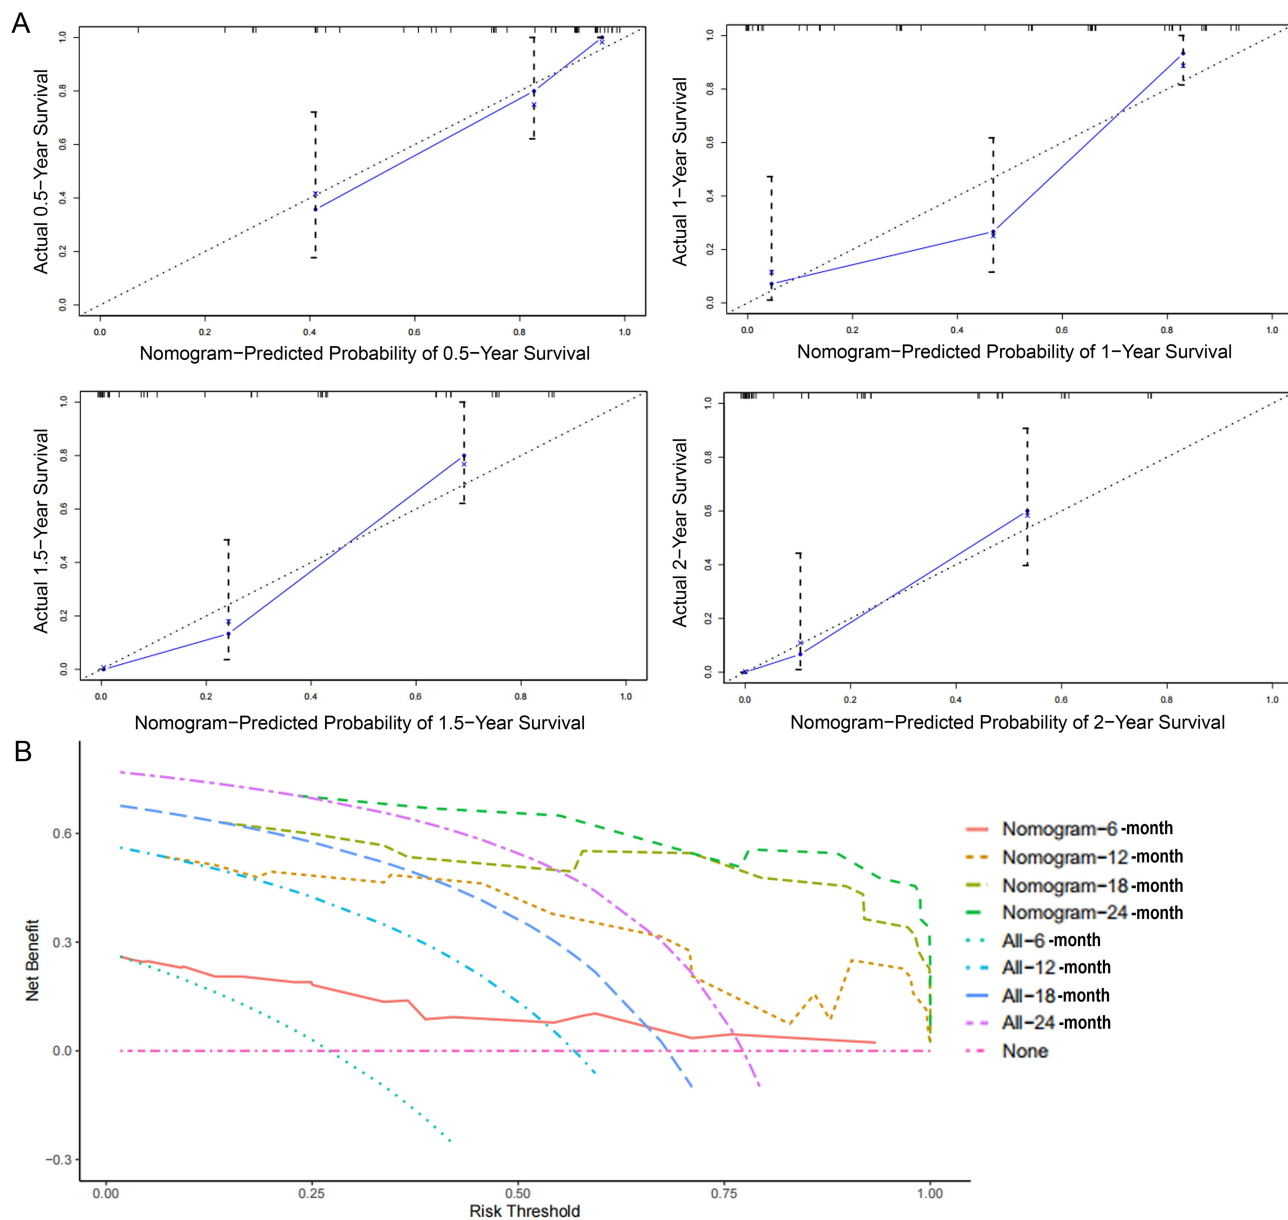 A
Actual 0.5−Year Survival
1.0
0.8
0.6
0.4
0.2
0.0
0.0 0.2 0.4 0.6 0.8 1.0
Nomogram−Predicted Probability of 0.5−Year Survival
Actual 1−Year Survival
1.0
0.8
0.6
0.4
0.2
0.0
0.0 0.2 0.4 0.6 0.8 1.0
Nomogram−Predicted Probability of 1−Year Survival
Actual 1.5−Year Survival
1.0
0.8
0.6
0.4
0.2
0.0
0.0 0.2 0.4 0.6 0.8 1.0
Nomogram−Predicted Probability of 1.5−Year Survival
Actual 2−Year Survival
1.0
0.8
0.6
0.4
0.2
0.0
0.0 0.2 0.4 0.6 0.8 1.0
Nomogram−Predicted Probability of 2−Year Survival
B
Net Benefit
0.6
0.3
0.0
−0.3
0.00 0.25 0.50 0.75 1.00
Risk Threshold
Nomogram−6-month
Nomogram−12-month
Nomogram−18-month
Nomogram−24-month
All−6-month
All−12-month
All−18-month
All−24-month
None